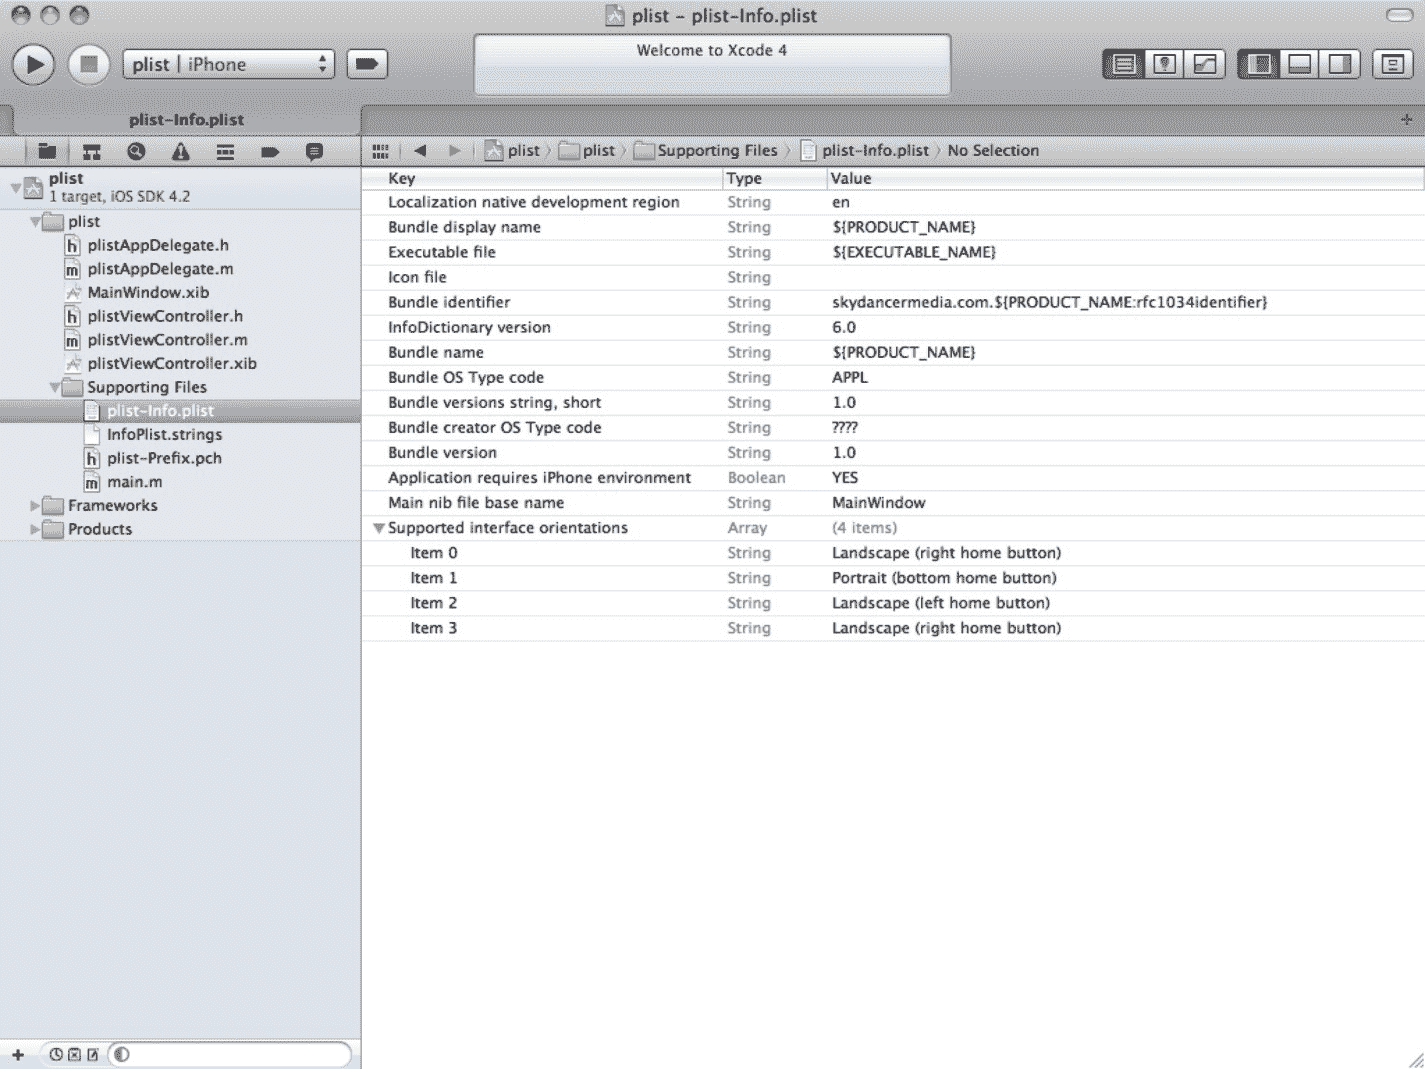 plist – plist-Info.plist
plist | iPhone
Welcome to Xcode 4
plist-Info.plist
plist
1 target, iOS SDK 4.2
plist
h plistAppDelegate.h
m plistAppDelegate.m
MainWindow.xib
h plistViewController.h
m plistViewController.m
plistViewController.xib
Supporting Files
plist-Info.plist
InfoPlist.strings
h plist-Prefix.pch
m main.m
Frameworks
Products
plist plist Supporting Files plist-Info.plist No Selection
Key Type Value
Localization native development region String en
Bundle display name String ${PRODUCT_NAME}
Executable file String ${EXECUTABLE_NAME}
Icon file String
Bundle identifier String skydancermedia.com.${PRODUCT_NAME:rfc1034identifier}
InfoDictionary version String 6.0
Bundle name String ${PRODUCT_NAME}
Bundle OS Type code String APPL
Bundle versions string, short String 1.0
Bundle creator OS Type code String ????
Bundle version String 1.0
Application requires iPhone environment Boolean YES
Main nib file base name String MainWindow
Supported interface orientations Array (4 items)
Item 0 String Landscape (right home button)
Item 1 String Portrait (bottom home button)
Item 2 String Landscape (left home button)
Item 3 String Landscape (right home button)